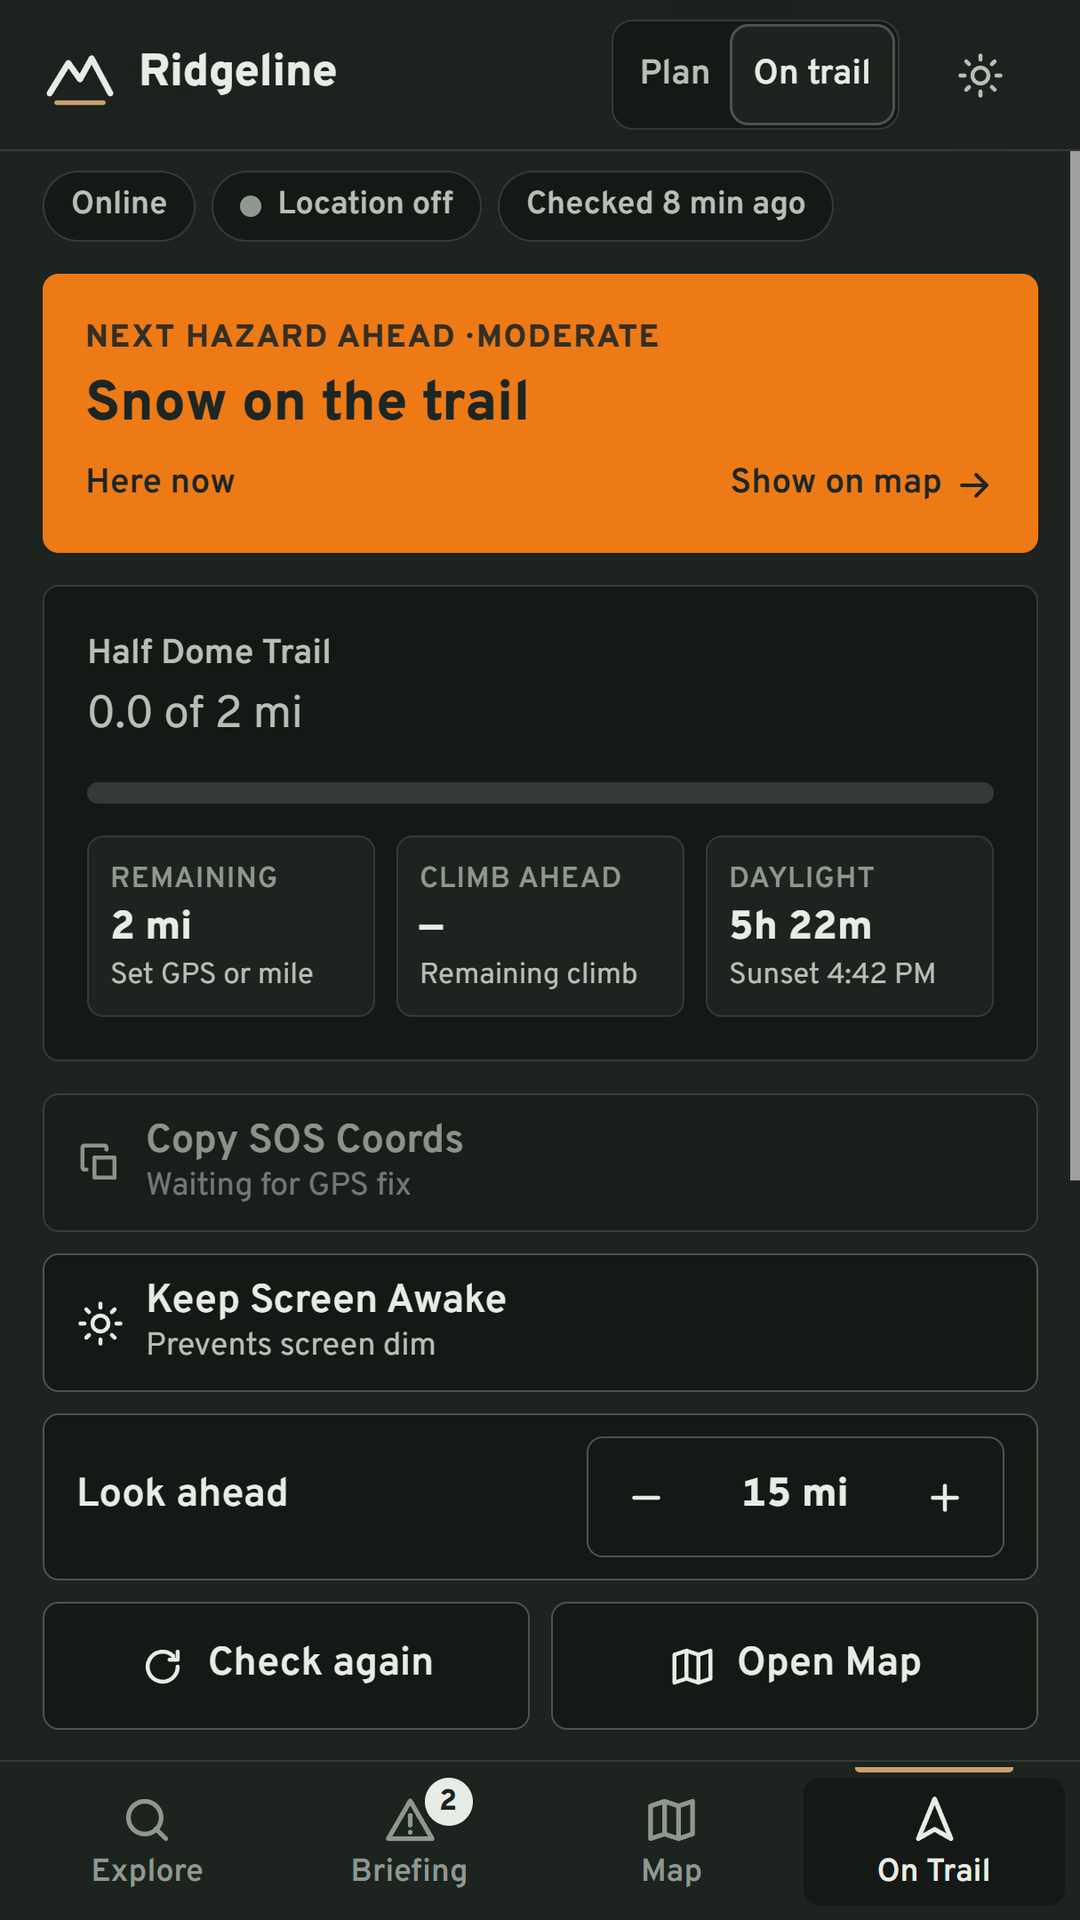 Ridgeline
Plan
On trail
Online
Location off
Checked 8 min ago
NEXT HAZARD AHEAD ·MODERATE
Snow on the trail
Here now
Show on map →
Half Dome Trail
0.0 of 2 mi
REMAINING
2 mi
Set GPS or mile
CLIMB AHEAD
–
Remaining climb
DAYLIGHT
5h 22m
Sunset 4:42 PM
Copy SOS Coords
Waiting for GPS fix
Keep Screen Awake
Prevents screen dim
Look ahead
− 15 mi +
Check again
Open Map
Explore
2
Briefing
Map
On Trail